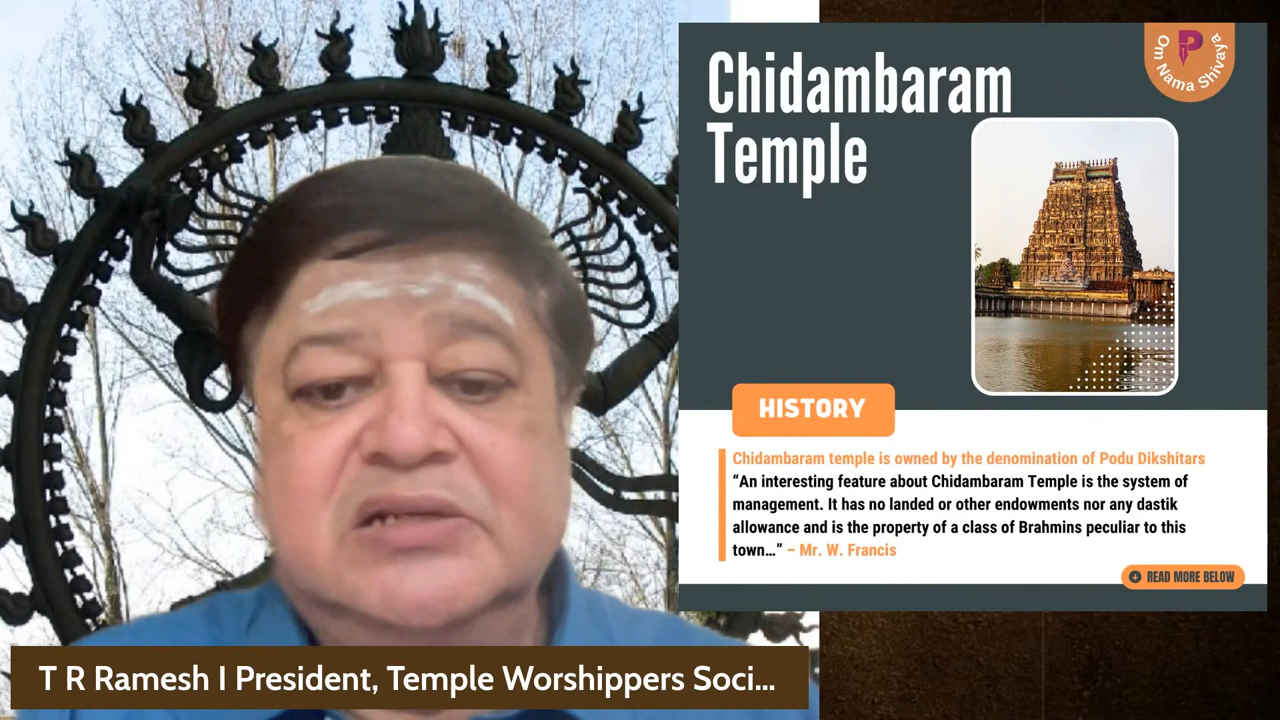 Chidambaram
Temple
P
Om Nama Shivaya
HISTORY
Chidambaram temple is owned by the denomination of Podu Dikshitars
“An interesting feature about Chidambaram Temple is the system of
management. It has no landed or other endowments nor any dastik
allowance and is the property of a class of Brahmins peculiar to this
town...” – Mr. W. Francis
READ MORE BELOW
T R Ramesh I President, Temple Worshippers Soci...